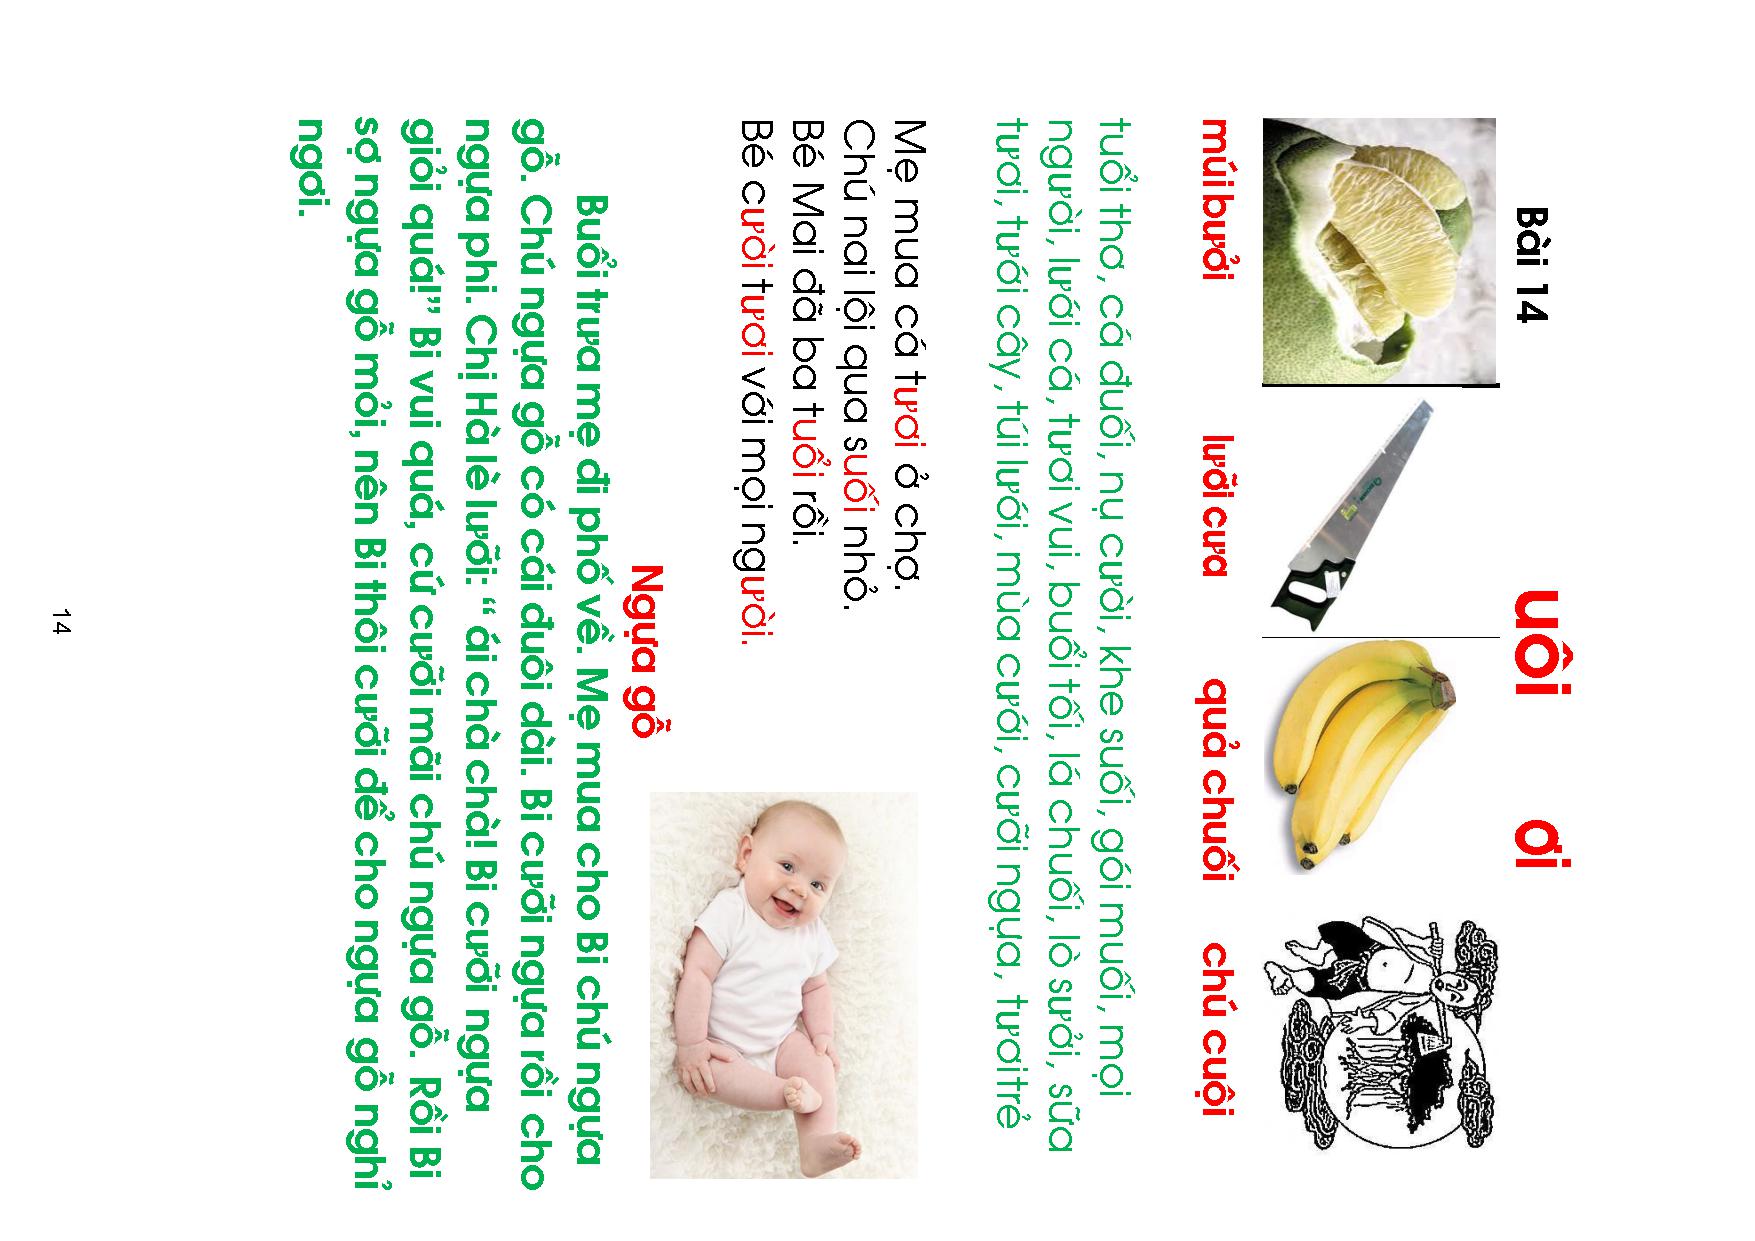 Bài 14 uôi ơi
múi bưởi lưỡi cưa quả chuối chú cuội
tuổi thơ, cá đuối, nụ cười, khe suối, gói muối, mọi
người, lưới cá, tươi vui, buổi tối, lá chuối, lò sưởi, sữa
tươi, tưới cây, túi lưới, mùa cưới, cưỡi ngựa, tươi trẻ
Mẹ mua cá tươi ở chợ.
Chú nai lội qua suối nhỏ.
Bé Mai đã ba tuổi rồi.
Bé cười tươi với mọi người.
Ngựa gỗ
Buổi trưa mẹ đi phố về. Mẹ mua cho Bi chú ngựa
gỗ. Chú ngựa gỗ có cái đuôi dài. Bi cưỡi ngựa rồi cho
ngựa phi. Chị Hà lè lưỡi: “ ái chà chà! Bi cưỡi ngựa
giỏi quá!” Bi vui quá, cứ cưỡi mãi chú ngựa gỗ. Rồi Bi
sợ ngựa gỗ mỏi, nên Bi thôi cưỡi để cho ngựa gỗ nghỉ
ngơi.
14